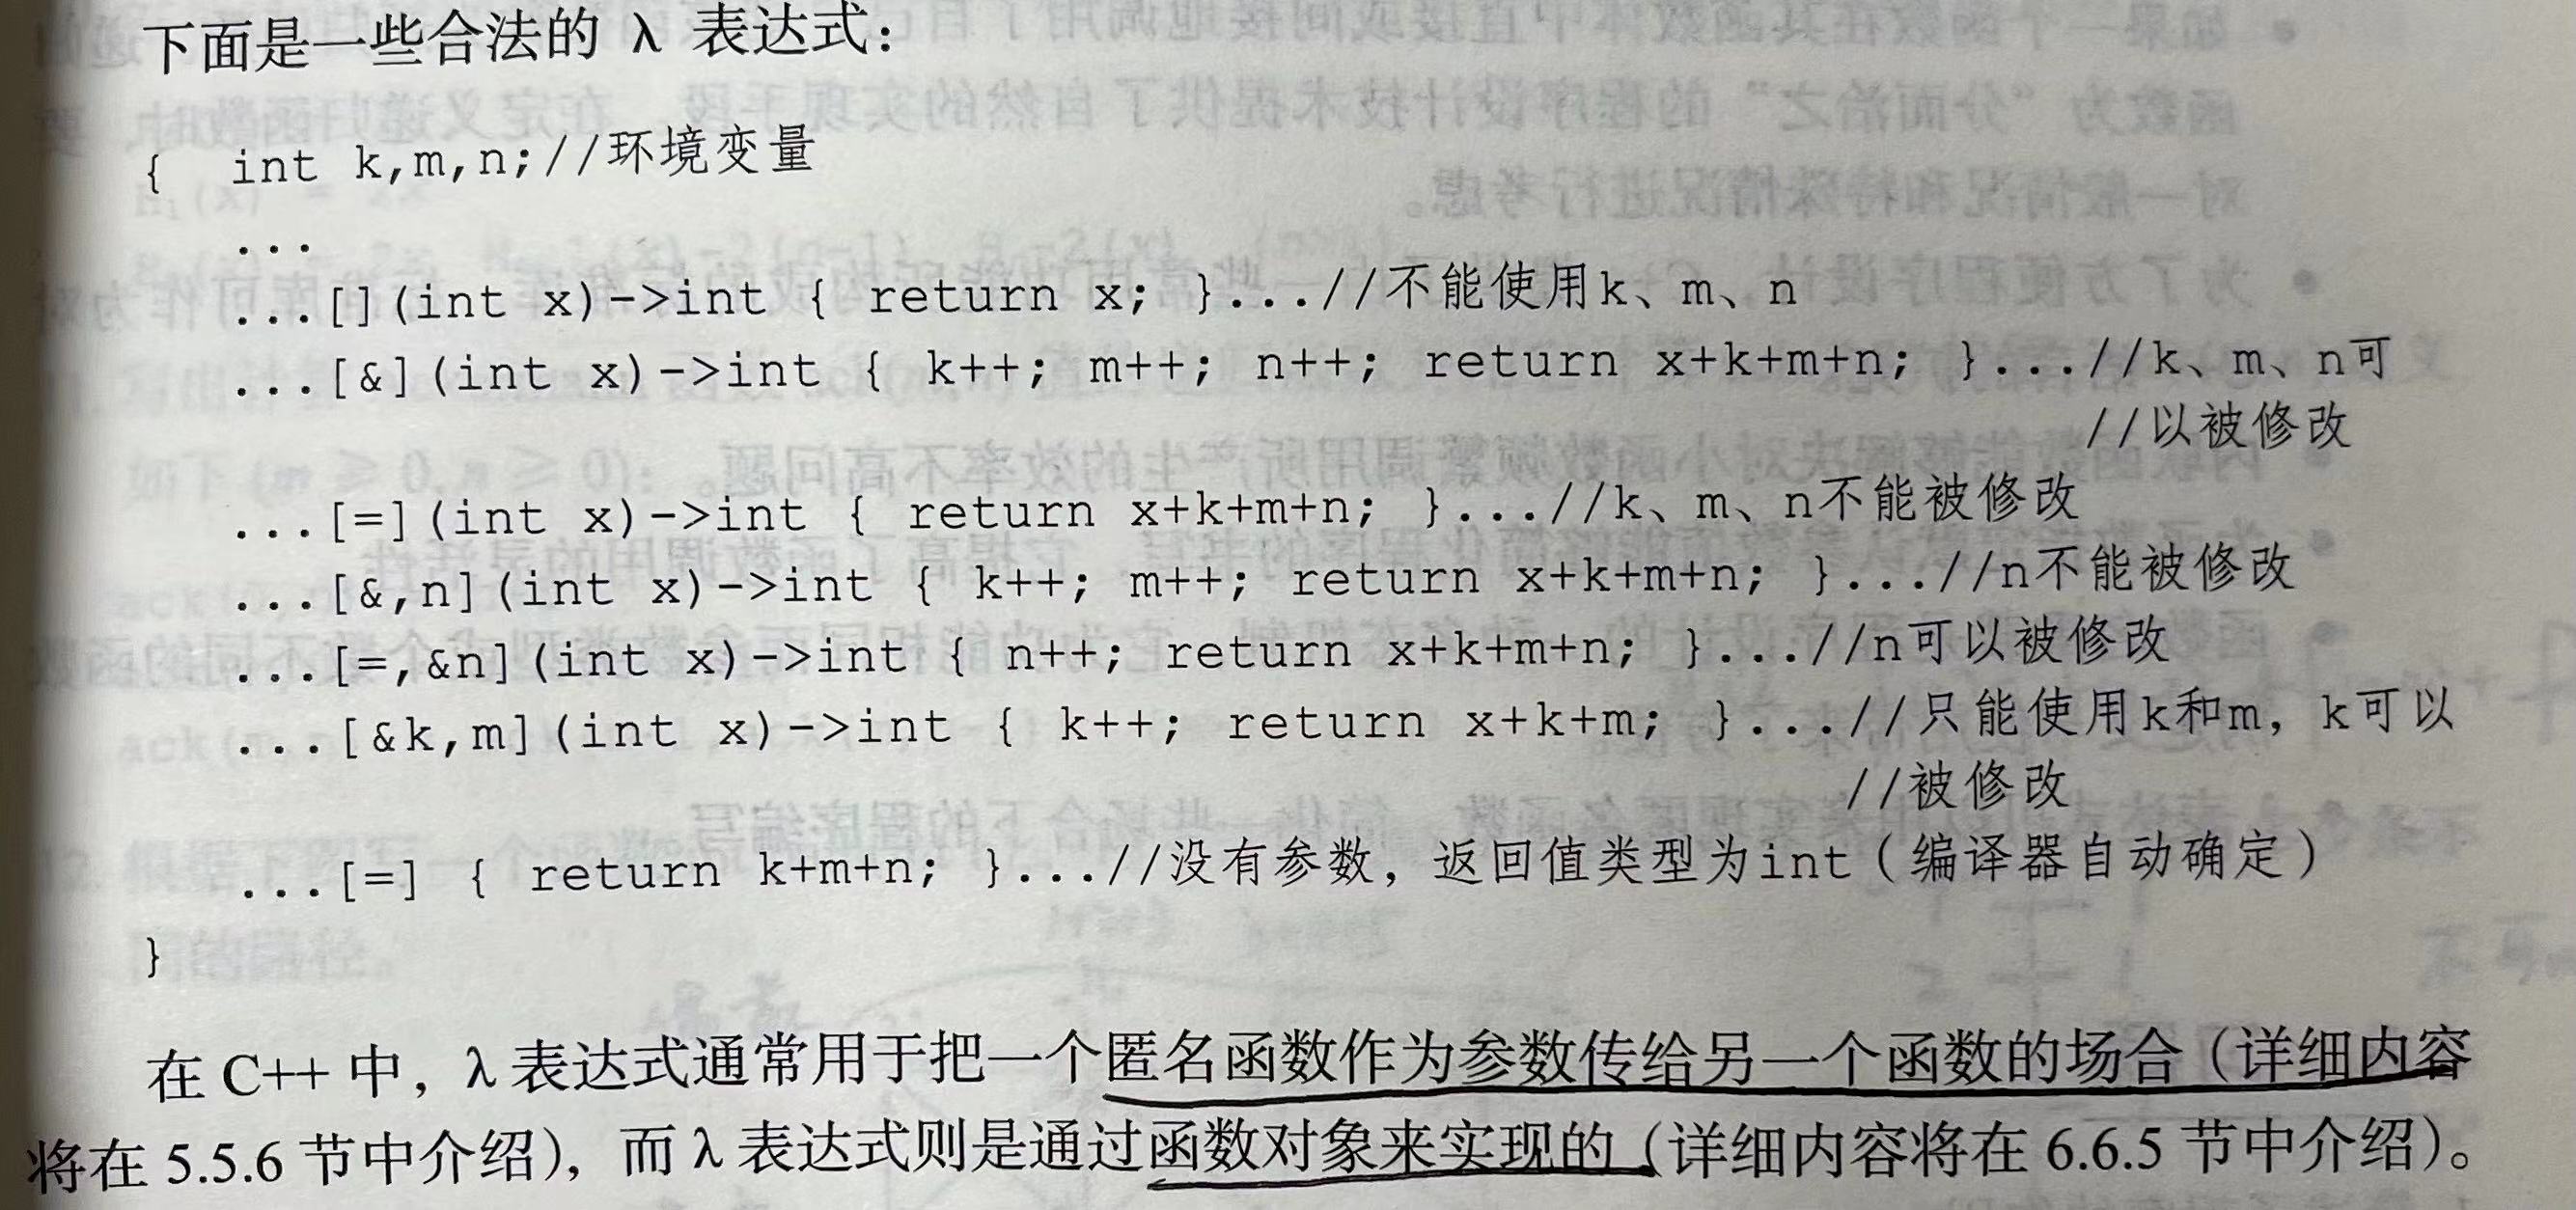 下面是一些合法的 λ 表达式：
{  int k,m,n;//环境变量
...
...[](int x)->int { return x; }...//不能使用k、m、n
...[&](int x)->int { k++; m++; n++; return x+k+m+n; }...//k、m、n可
//以被修改
...[=](int x)->int { return x+k+m+n; }...//k、m、n不能被修改
...[&,n](int x)->int { k++; m++; return x+k+m+n; }...//n不能被修改
...[=,&n](int x)->int { n++; return x+k+m+n; }...//n可以被修改
...[&k,m](int x)->int { k++; return x+k+m; }...//只能使用k和m，k可以
//被修改
...[=] { return k+m+n; }...//没有参数，返回值类型为int（编译器自动确定）
}
在 C++ 中，λ 表达式通常用于把一个匿名函数作为参数传给另一个函数的场合（详细内容
将在 5.5.6 节中介绍），而 λ 表达式则是通过函数对象来实现的（详细内容将在 6.6.5 节中介绍）。